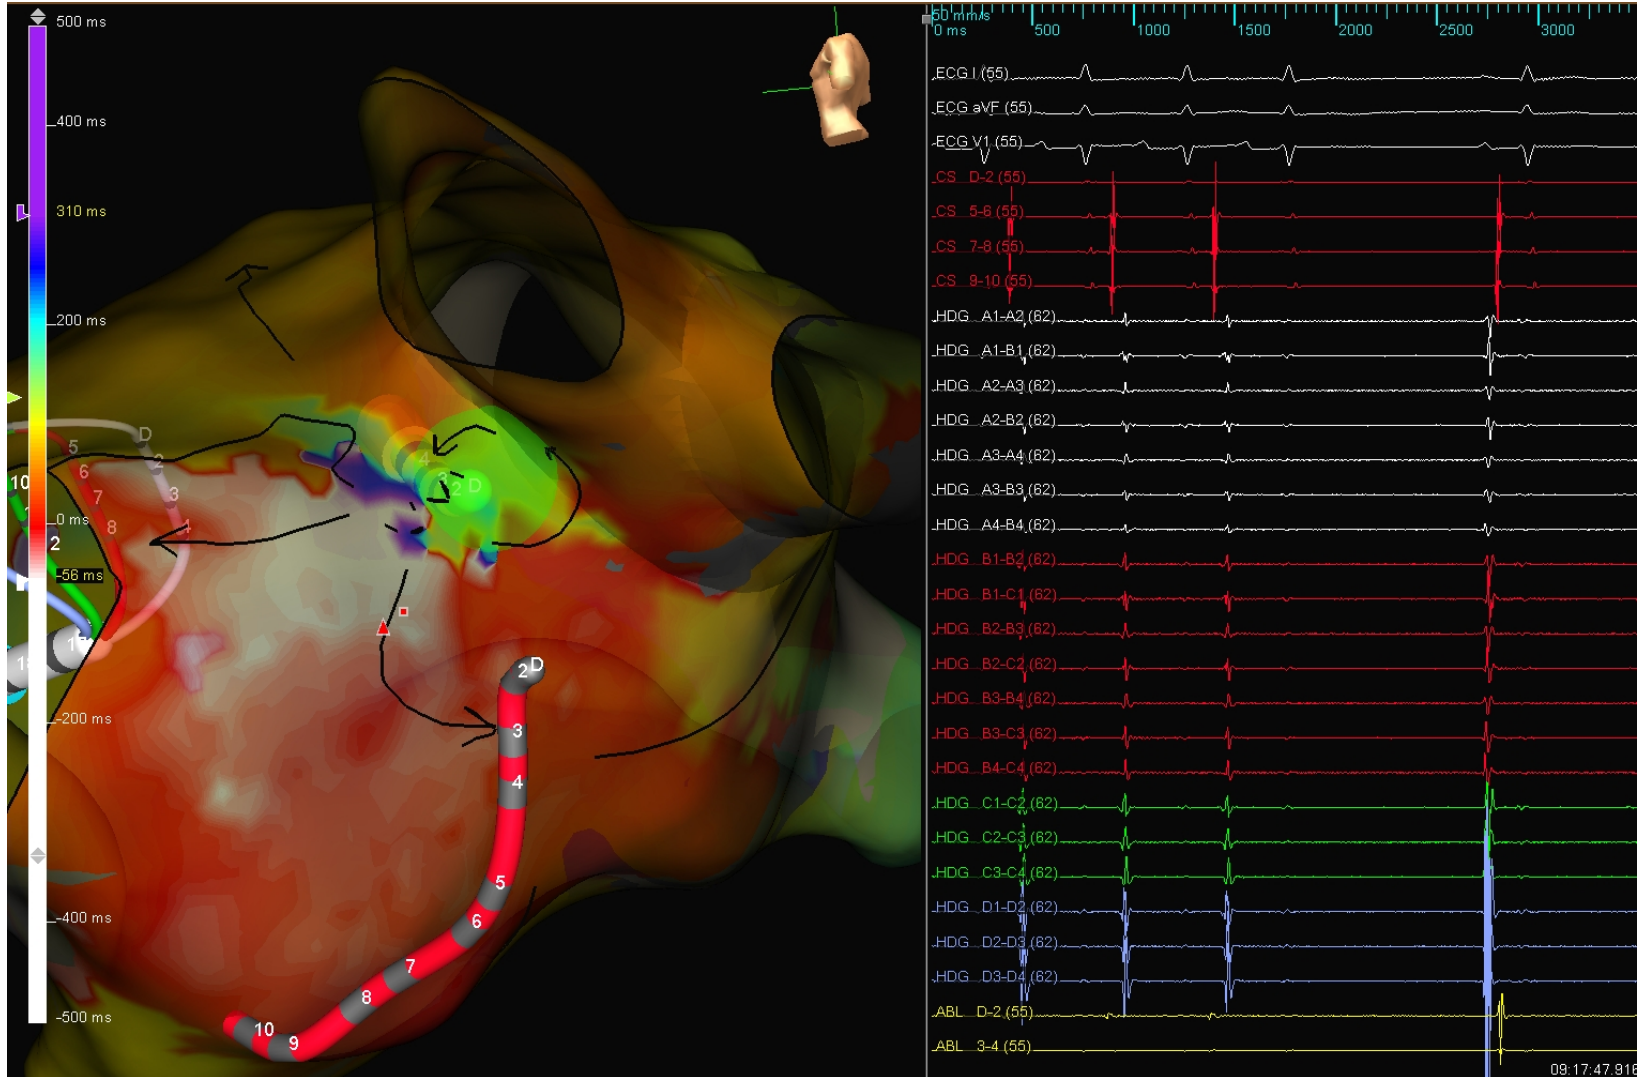 500 ms
400 ms
310 ms
200 ms
0 ms
-56 ms
-200 ms
-400 ms
-500 ms
D
2
3
4
5
6
7
8
10
2
4
3
2 D
2 D
3
4
5
6
7
8
9
10
50 mm/s
0 ms 500 1000 1500 2000 2500 3000
ECG I (55)
ECG aVF (55)
ECG V1 (55)
CS D-2 (55)
CS 5-6 (55)
CS 7-8 (55)
CS 9-10 (55)
HDG A1-A2 (62)
HDG A1-B1 (62)
HDG A2-A3 (62)
HDG A2-B2 (62)
HDG A3-A4 (62)
HDG A3-B3 (62)
HDG A4-B4 (62)
HDG B1-B2 (62)
HDG B1-C1 (62)
HDG B2-B3 (62)
HDG B2-C2 (62)
HDG B3-B4 (62)
HDG B3-C3 (62)
HDG B4-C4 (62)
HDG C1-C2 (62)
HDG C2-C3 (62)
HDG C3-C4 (62)
HDG D1-D2 (62)
HDG D2-D3 (62)
HDG D3-D4 (62)
ABL D-2 (55)
ABL 3-4 (55)
09:17:47.916